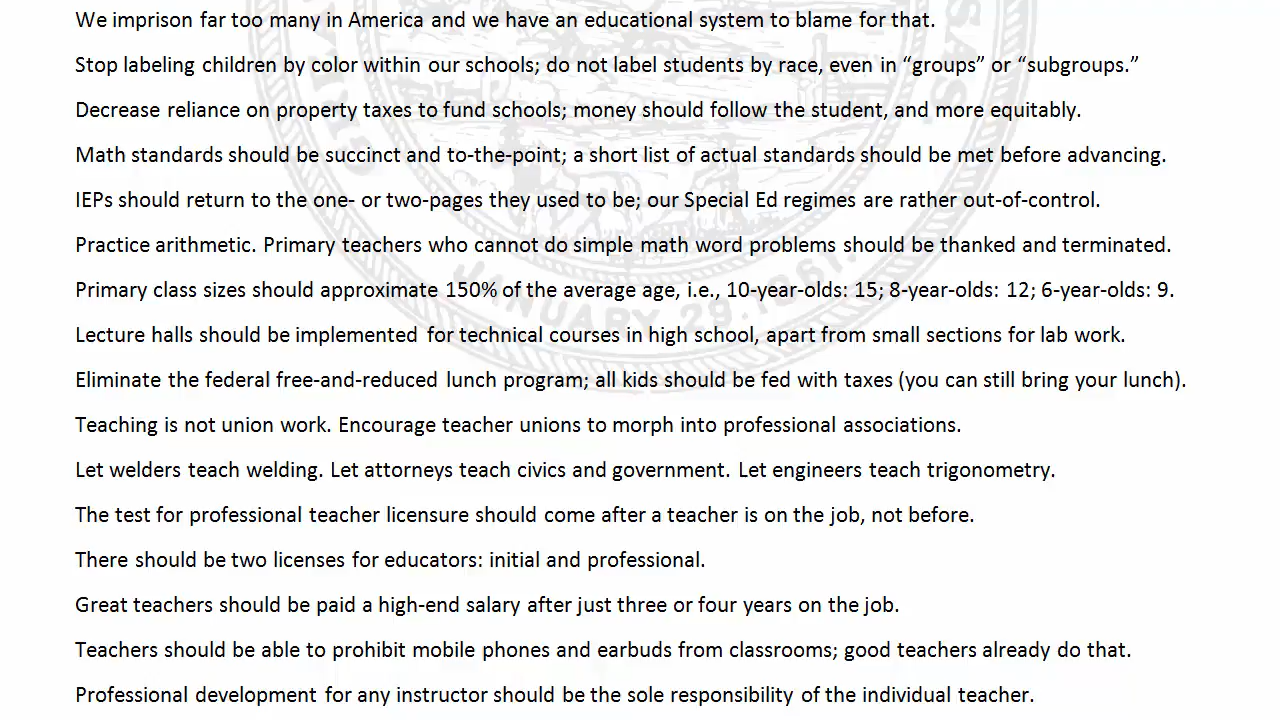 We imprison far too many in America and we have an educational system to blame for that.
Stop labeling children by color within our schools; do not label students by race, even in “groups” or “subgroups.”
Decrease reliance on property taxes to fund schools; money should follow the student, and more equitably.
Math standards should be succinct and to-the-point; a short list of actual standards should be met before advancing.
IEPs should return to the one- or two-pages they used to be; our Special Ed regimes are rather out-of-control.
Practice arithmetic. Primary teachers who cannot do simple math word problems should be thanked and terminated.
Primary class sizes should approximate 150% of the average age, i.e., 10-year-olds: 15; 8-year-olds: 12; 6-year-olds: 9.
Lecture halls should be implemented for technical courses in high school, apart from small sections for lab work.
Eliminate the federal free-and-reduced lunch program; all kids should be fed with taxes (you can still bring your lunch).
Teaching is not union work. Encourage teacher unions to morph into professional associations.
Let welders teach welding. Let attorneys teach civics and government. Let engineers teach trigonometry.
The test for professional teacher licensure should come after a teacher is on the job, not before.
There should be two licenses for educators: initial and professional.
Great teachers should be paid a high-end salary after just three or four years on the job.
Teachers should be able to prohibit mobile phones and earbuds from classrooms; good teachers already do that.
Professional development for any instructor should be the sole responsibility of the individual teacher.
JANUARY 29. 1861.